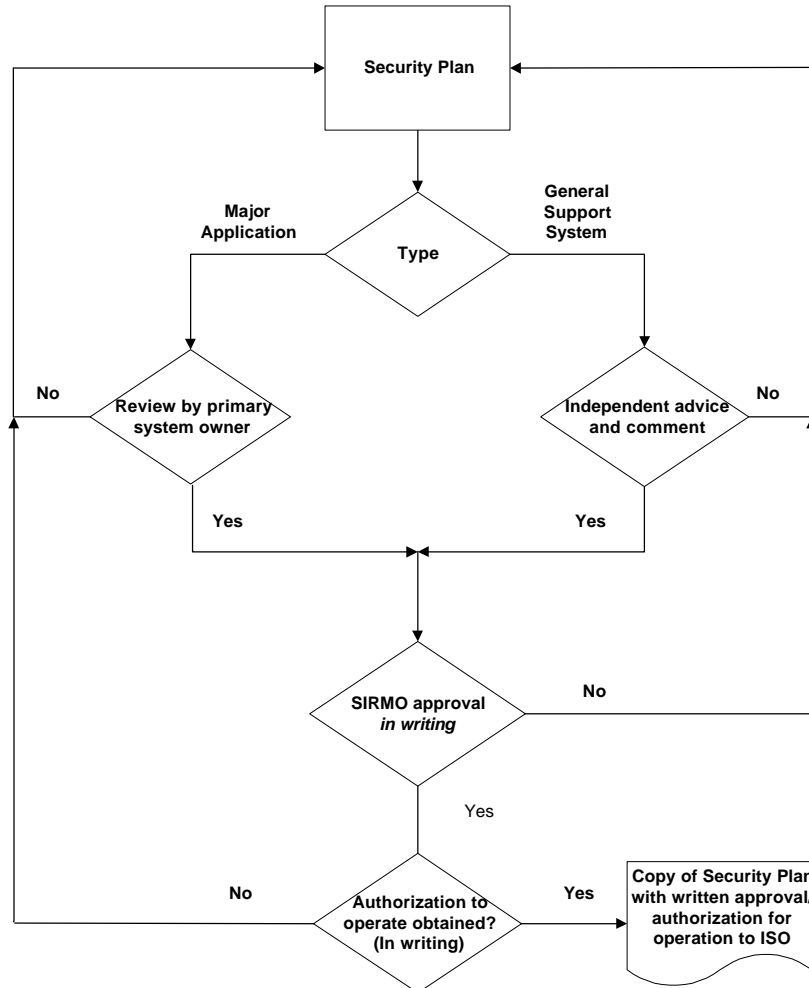 Security Plan
Major
Application
General
Support
System
Type
No
Review by primary
system owner
Independent advice
and comment
No
Yes
Yes
SIRMO approval
in writing
No
Yes
No
Authorization to
operate obtained?
(In writing)
Yes
Copy of Security Plan
with written approval/
authorization for
operation to ISO